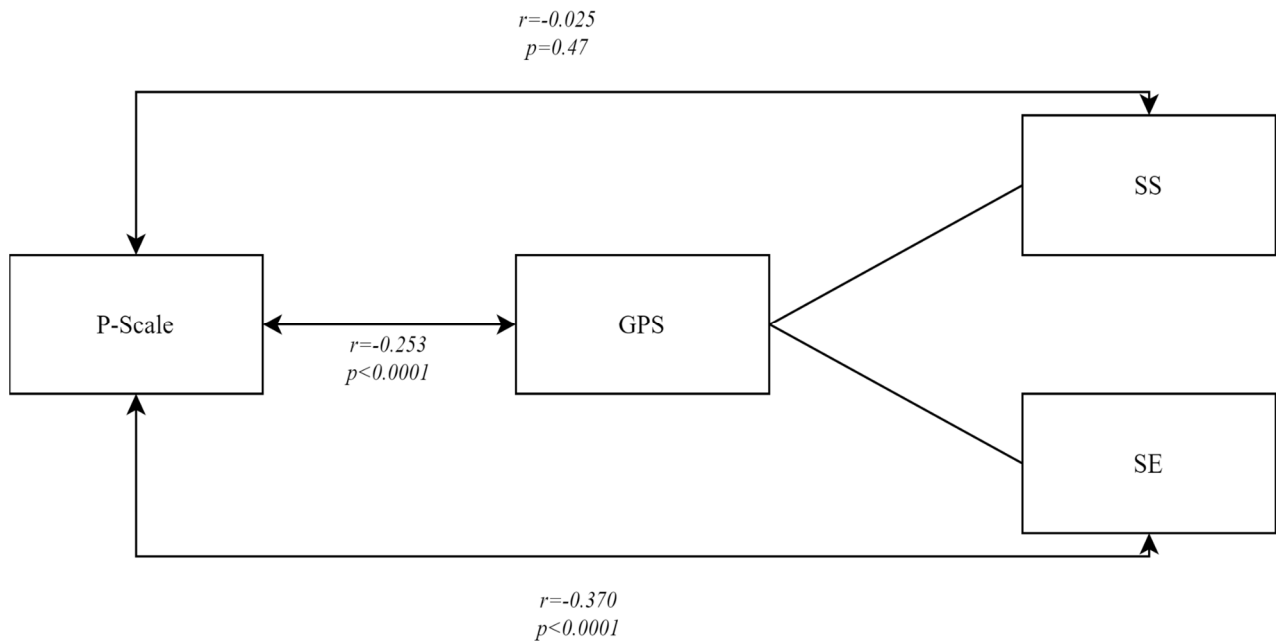 r=-0.025
p=0.47
SS
P-Scale
GPS
r=-0.253
p<0.0001
SE
r=-0.370
p<0.0001